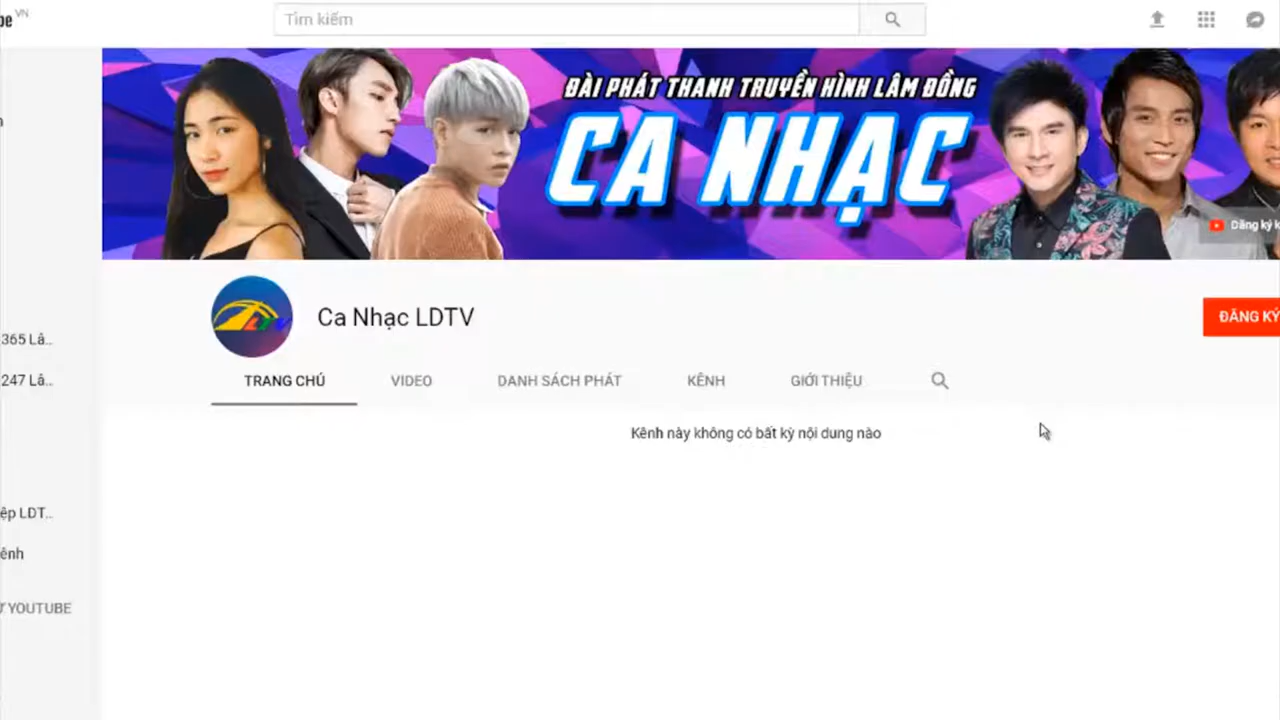 be VN
Tìm kiếm
ĐÀI PHÁT THANH TRUYỀN HÌNH LÂM ĐỒNG
CA NHẠC
Đăng ký k
LDTV
Ca Nhạc LDTV
ĐĂNG KÝ
365 Lâ..
247 Lâ..
TRANG CHỦ
VIDEO
DANH SÁCH PHÁT
KÊNH
GIỚI THIỆU
Kênh này không có bất kỳ nội dung nào
ệp LDT..
ênh
Ừ YOUTUBE